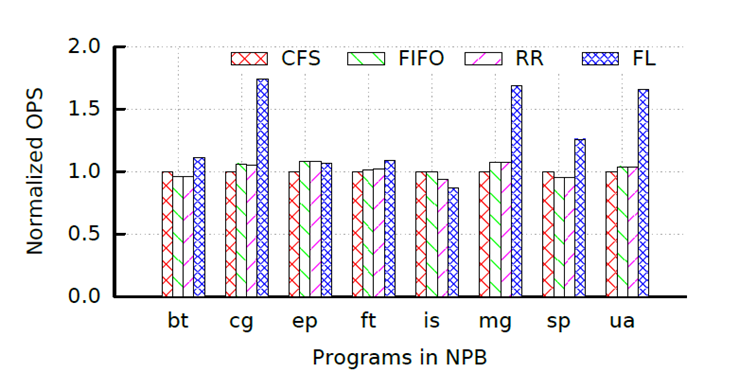 2.0
CFS FIFO RR FL
1.5
1.0
0.5
0.0
Normalized OPS
bt cg ep ft is mg sp ua
Programs in NPB